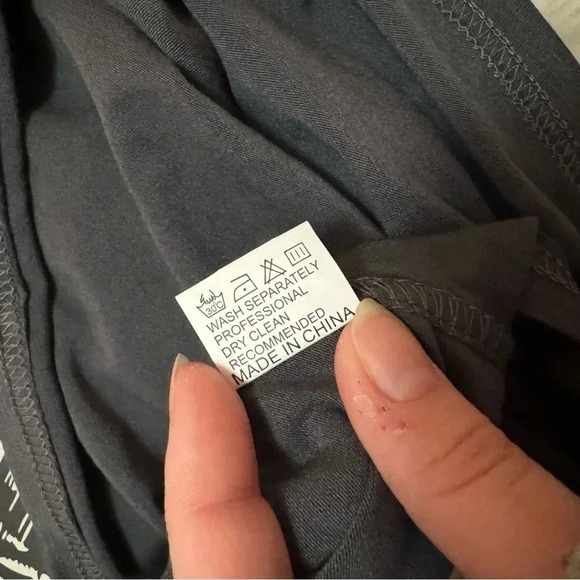 30°C
WASH SEPARATELY
PROFESSIONAL
DRY CLEAN
RECOMMENDED
MADE IN CHINA